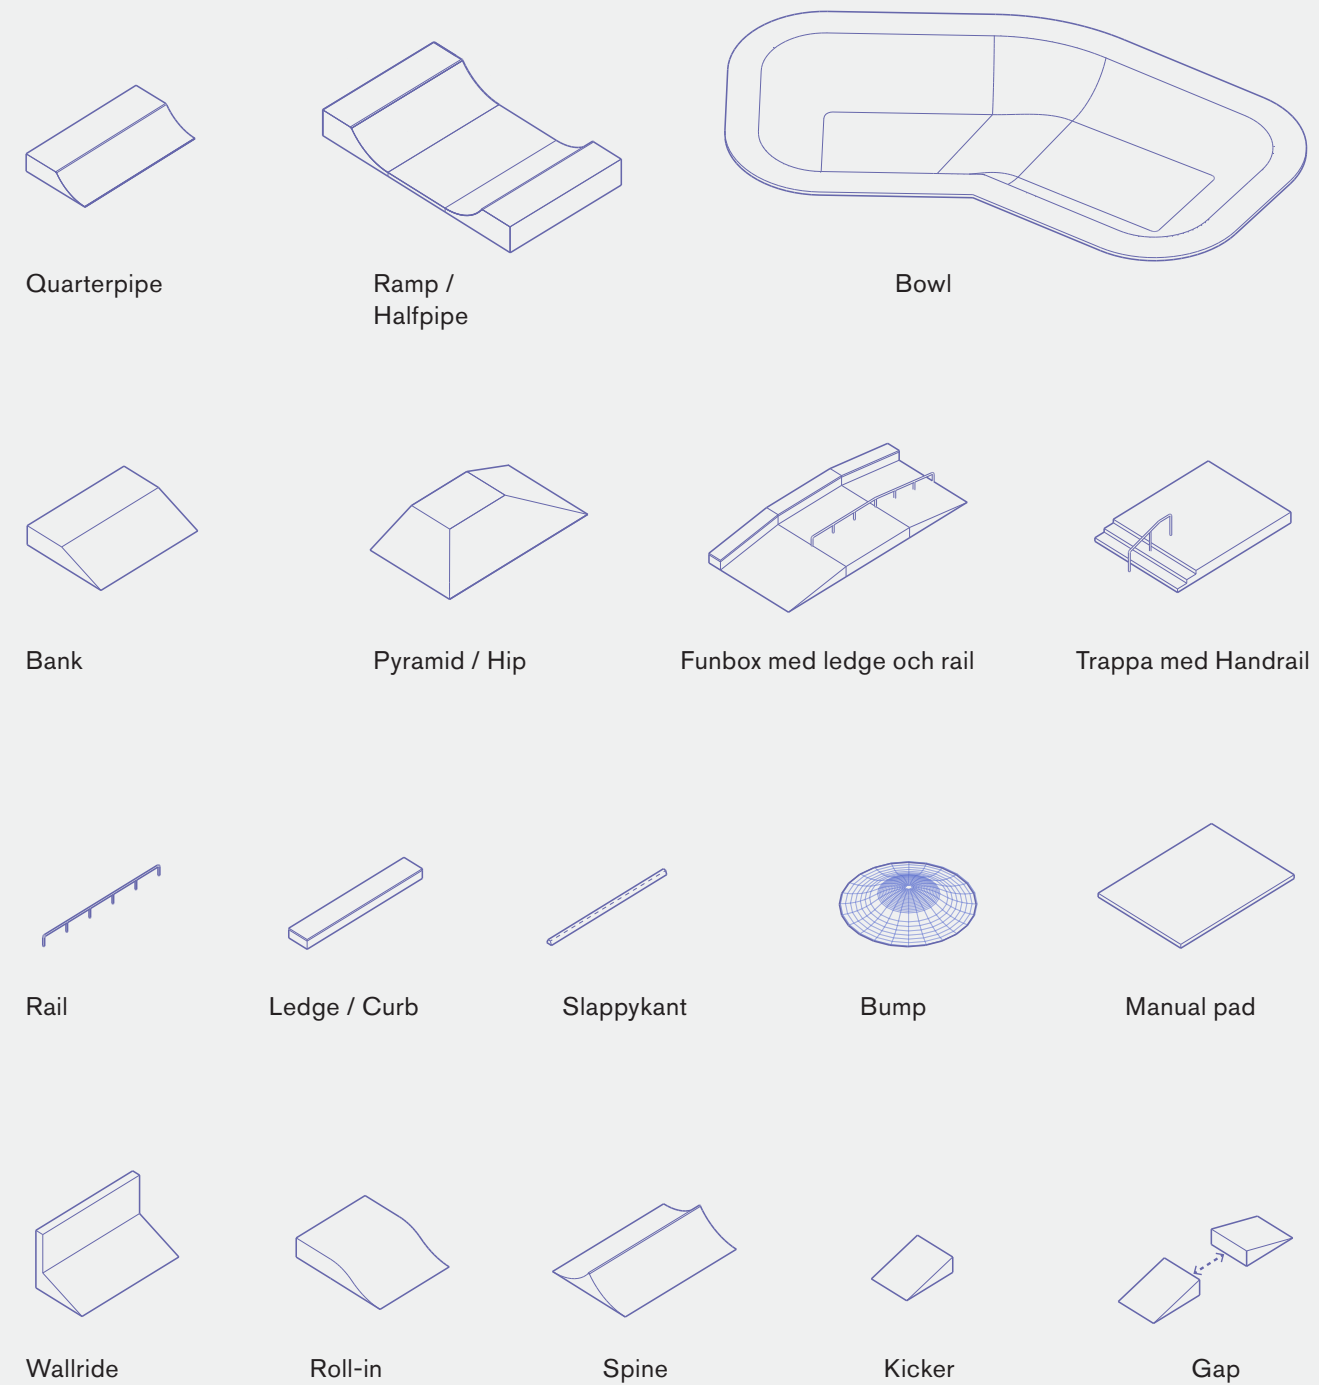 Quarterpipe
Ramp /
Halfpipe
Bowl
Bank
Pyramid / Hip
Funbox med ledge och rail
Trappa med Handrail
Rail
Ledge / Curb
Slappykant
Bump
Manual pad
Wallride
Roll-in
Spine
Kicker
Gap